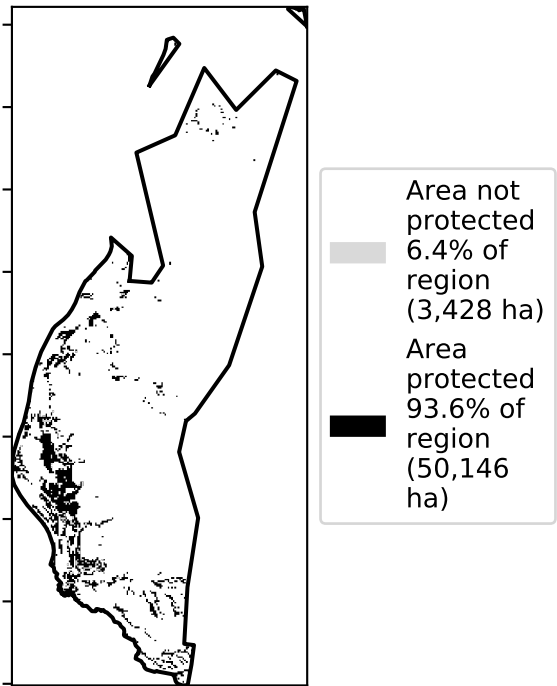 Area not
protected
6.4% of
region
(3,428 ha)
Area
protected
93.6% of
region
(50,146
ha)